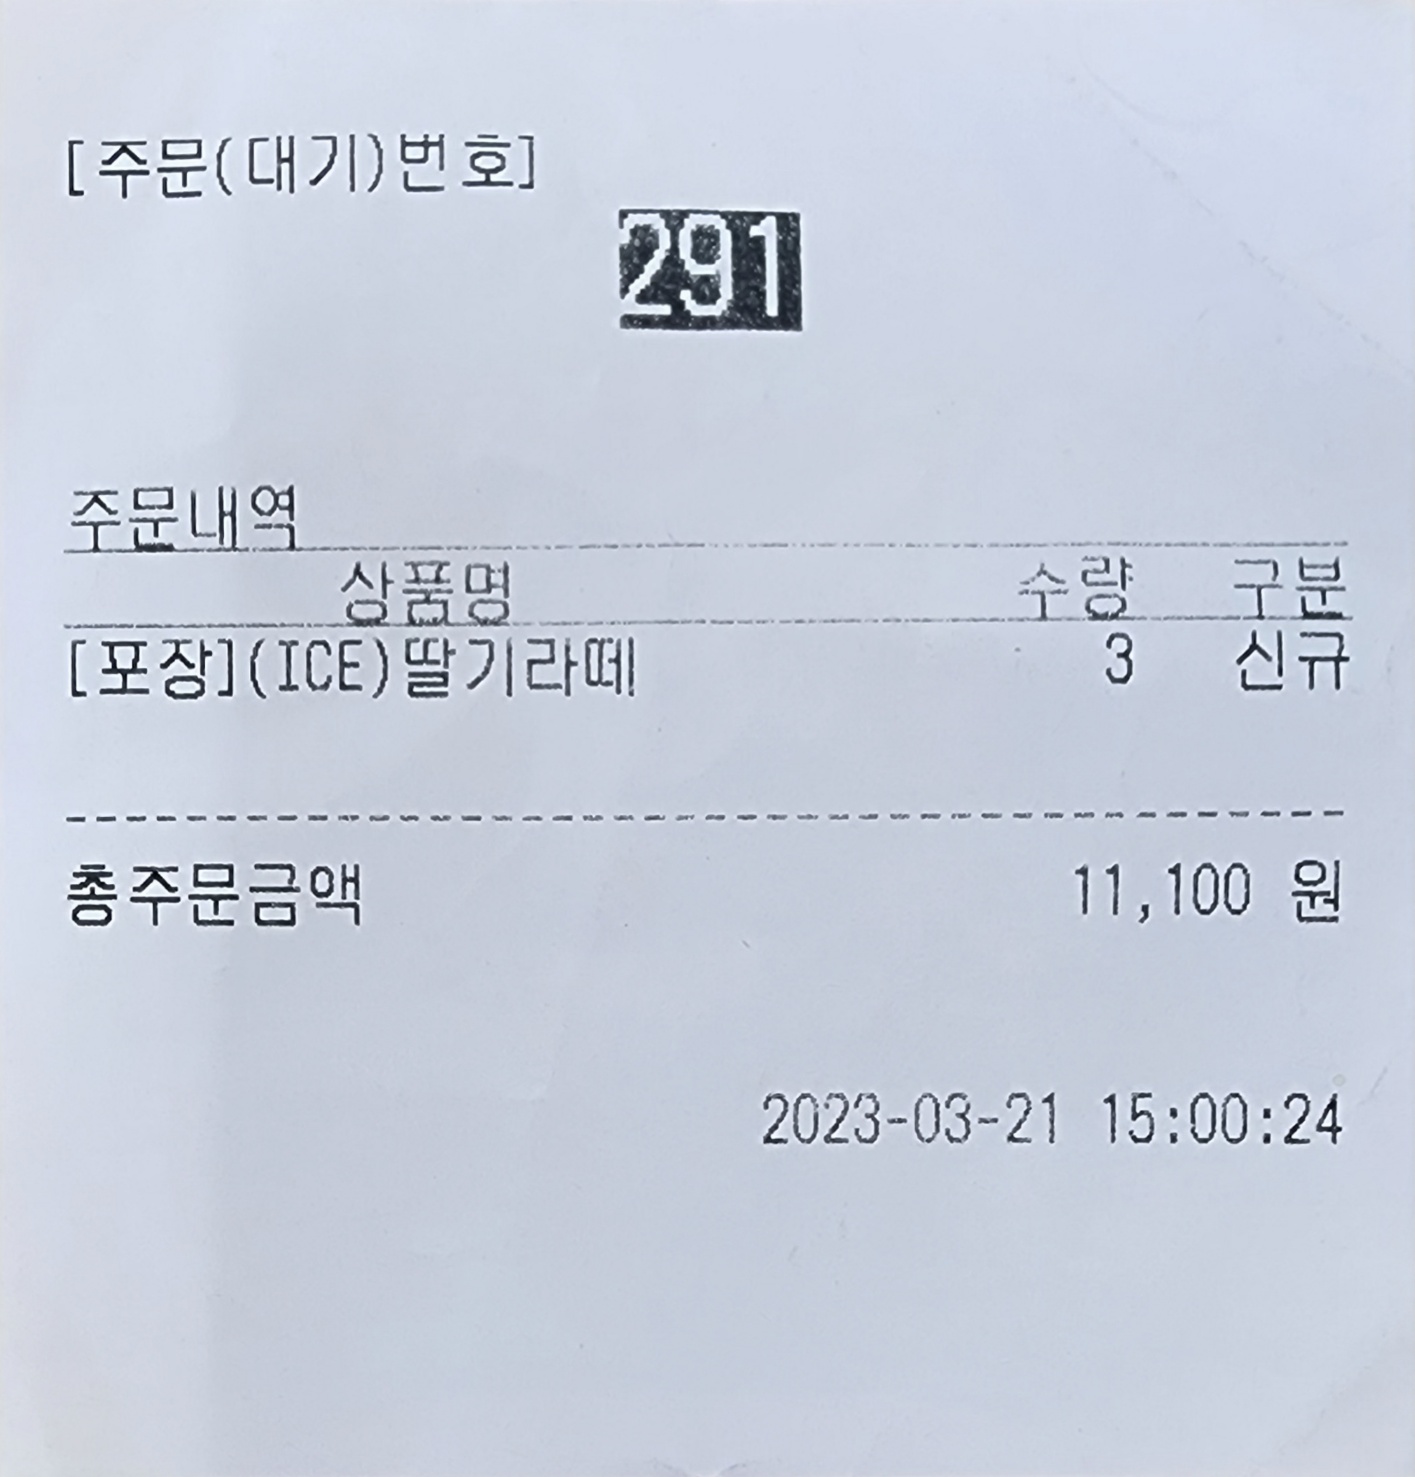 [주문(대기)번호]
291
주문내역
상품명 수량 구분
[포장](ICE)딸기라떼 3 신규
총주문금액 11,100 원
2023-03-21 15:00:24